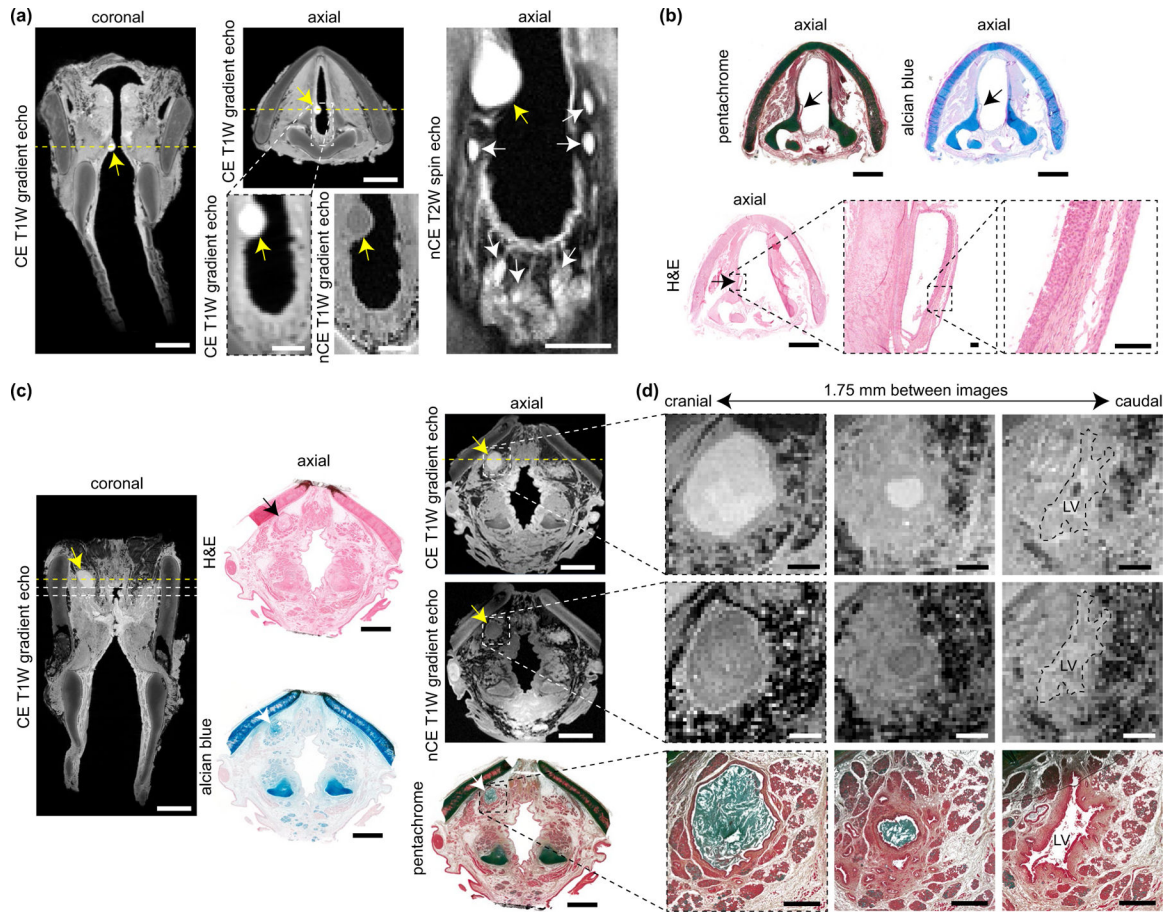 (a)
coronal
axial
axial
CE T1W gradient echo
CE T1W gradient echo
nCE T2W spin echo
CE T1W gradient echo
nCE T1W gradient echo
(b)
axial
axial
pentachrome
alcian blue
axial
H&E
(c)
coronal
axial
axial
CE T1W gradient echo
H&E
alcian blue
CE T1W gradient echo
nCE T1W gradient echo
pentachrome
(d)
1.75 mm between images
cranial
caudal
LV
LV
LV